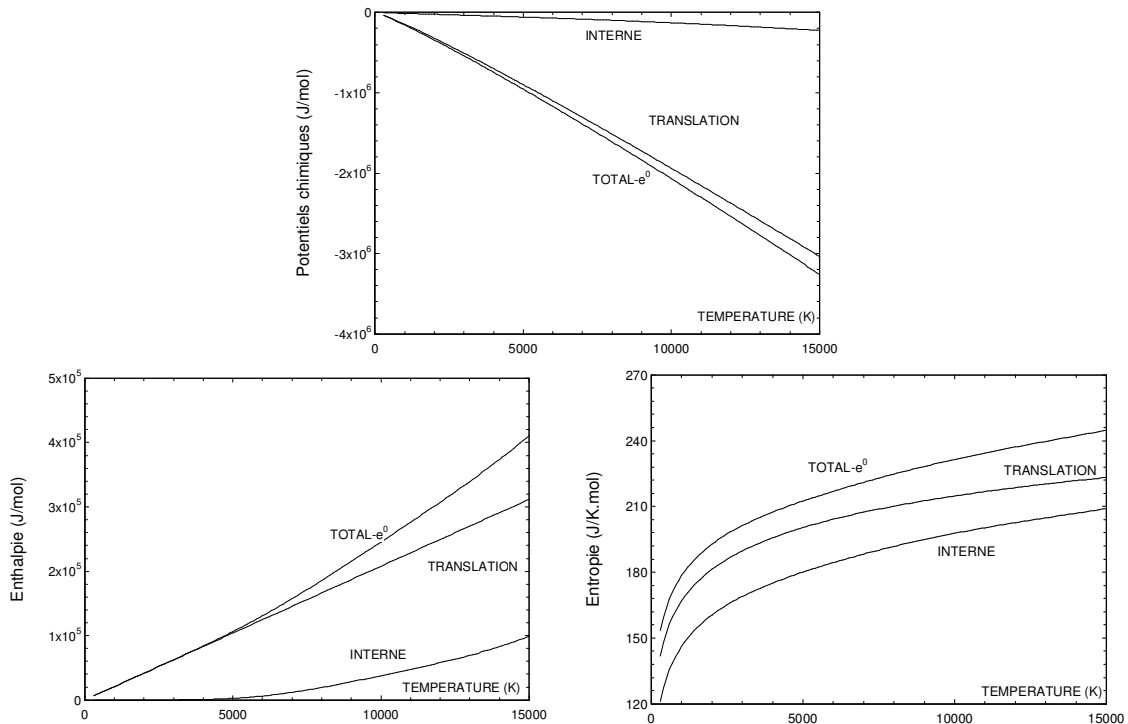 0
INTERNE
-1x10⁶
TRANSLATION
-2x10⁶
TOTAL-e⁰
-3x10⁶
TEMPERATURE (K)
-4x10⁶
0 5000 10000 15000
Potentiels chimiques (J/mol)
5x10⁵
4x10⁵
3x10⁵
TOTAL-e⁰
TRANSLATION
2x10⁵
1x10⁵
INTERNE
TEMPERATURE (K)
0
0 5000 10000 15000
Enthalpie (J/mol)
270
240
TOTAL-e⁰
TRANSLATION
210
INTERNE
180
150
TEMPERATURE (K)
120
0 5000 10000 15000
Entropie (J/K.mol)